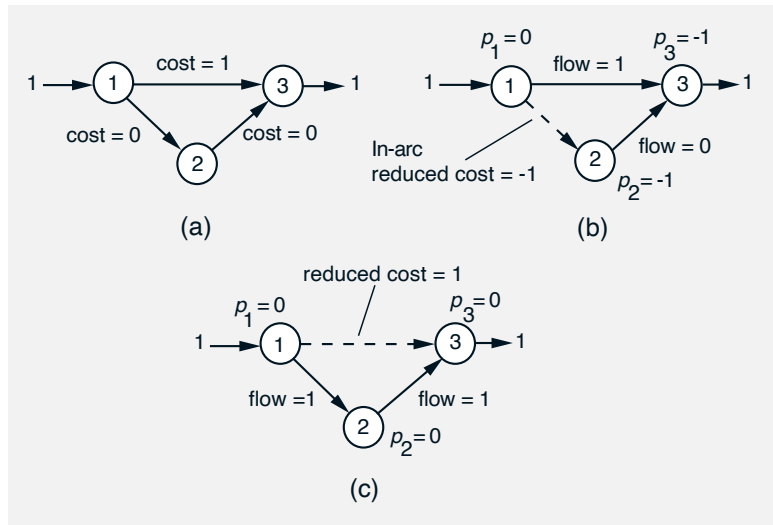 cost = 1
1 1 3 1
cost = 0 cost = 0
2
(a)
p1 = 0 p3 = -1
flow = 1
1 1 3 1
In-arc
reduced cost = -1
2 flow = 0
p2 = -1
(b)
reduced cost = 1
p1 = 0 p3 = 0
1 1 3 1
flow =1 flow = 1
2
p2 = 0
(c)